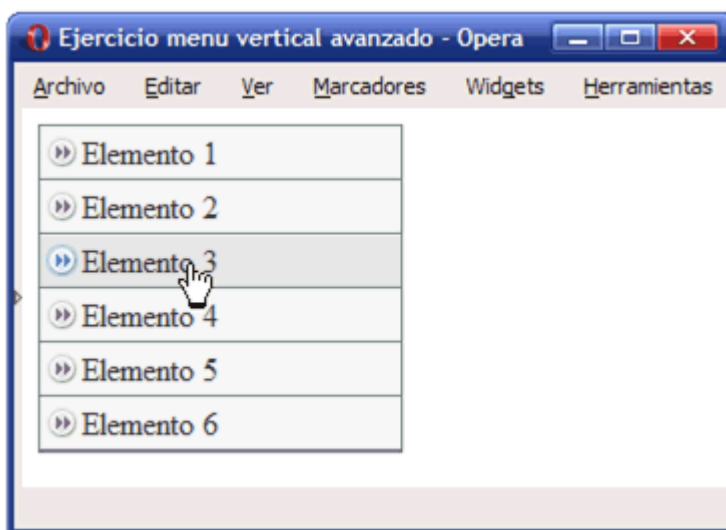 Ejercicio menu vertical avanzado - Opera
Archivo Editar Ver Marcadores Widgets Herramientas
Elemento 1
Elemento 2
Elemento 3
Elemento 4
Elemento 5
Elemento 6